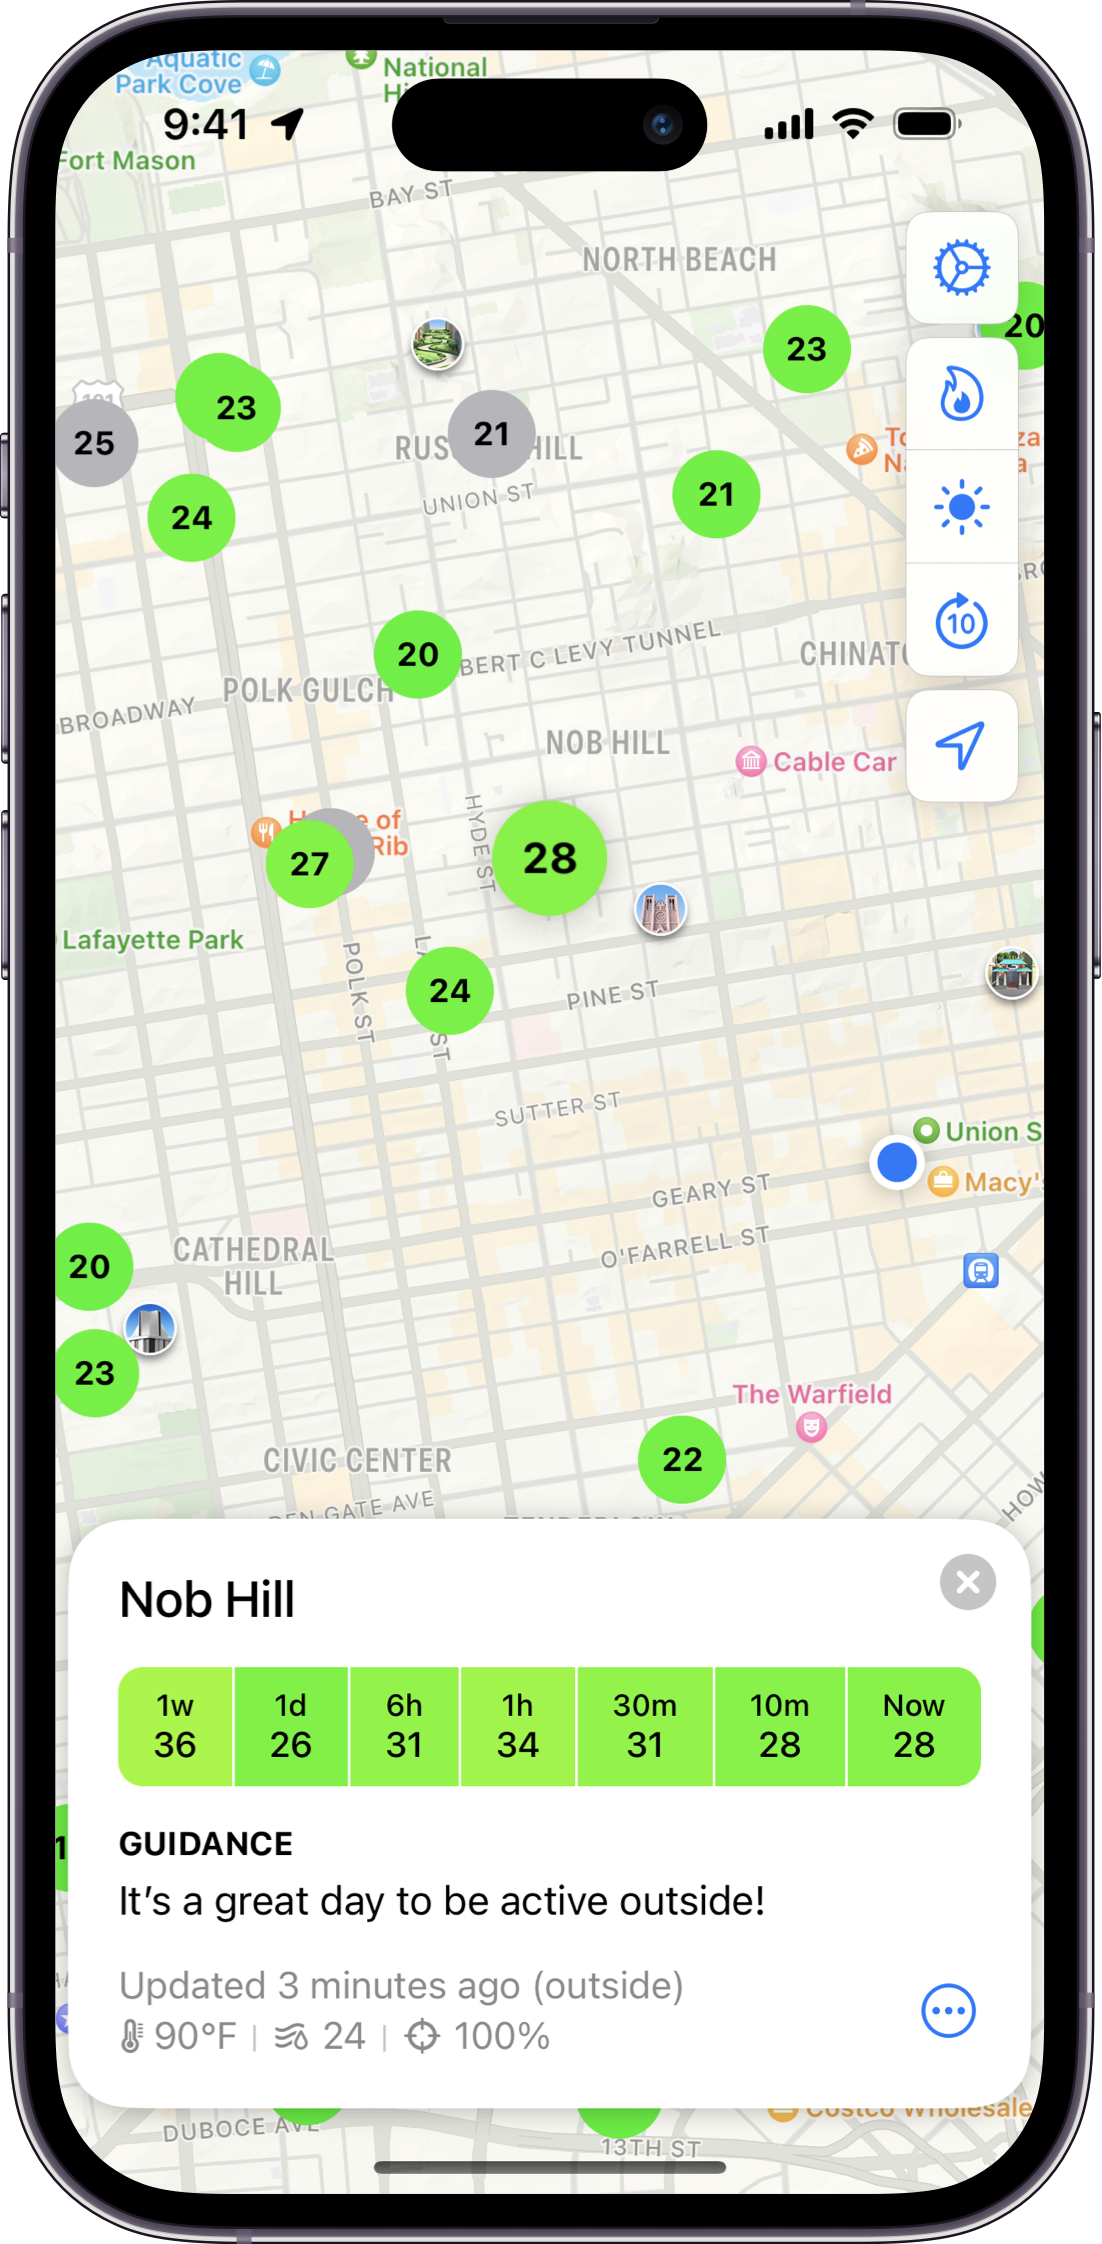 Aquatic
Park Cove
National
9:41
Fort Mason
BAY ST
NORTH BEACH
20
23
23
101
25
21
HILL
UNION ST
24
21
20
BERT C LEVY TUNNEL
10
POLK GULCH
BROADWAY
NOB HILL
Cable Car
HYDE ST
of
Rib
27
28
Lafayette Park
POLK ST
24
ST
PINE ST
SUTTER ST
Union S
Macy's
GEARY ST
O'FARRELL ST
CATHEDRAL
HILL
20
23
The Warfield
CIVIC CENTER
22
GATE AVE
Nob Hill
1w 1d 6h 1h 30m 10m Now
36 26 31 34 31 28 28
GUIDANCE
It's a great day to be active outside!
Updated 3 minutes ago (outside)
90°F | 24 | 100%
DUBOCE AVE
Costco Wholesale
13TH ST